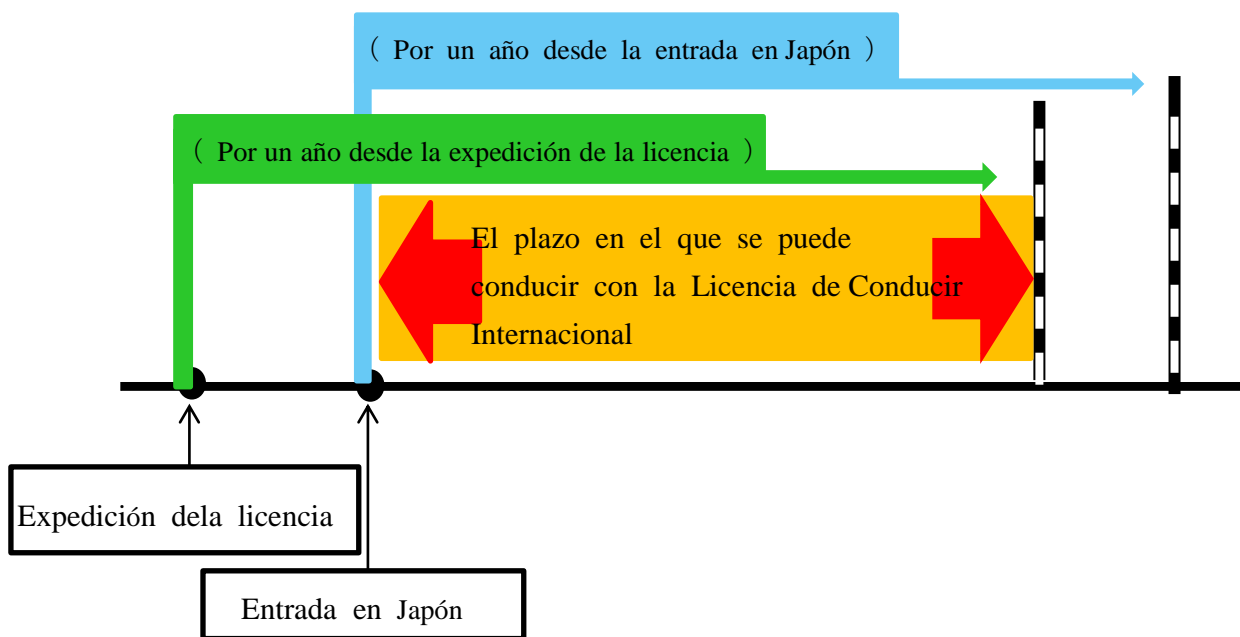 （ Por un año desde la entrada en Japón ）
（ Por un año desde la expedición de la licencia ）
El plazo en el que se puede
conducir con la Licencia de Conducir
Internacional
Expedición dela licencia
Entrada en Japón